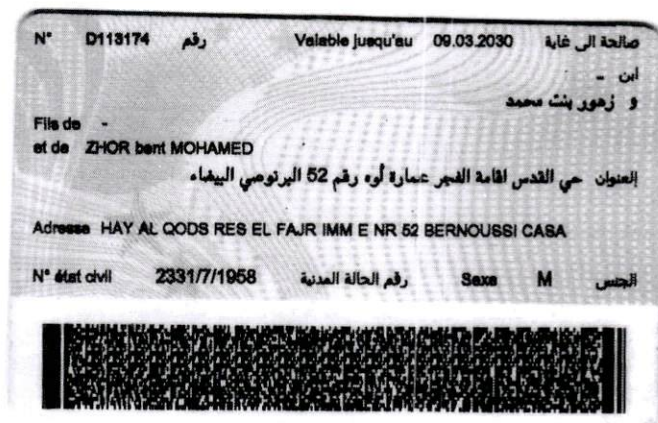 N° D113174 رقم Valable jusqu'au 09.03.2030 صالحة الى غاية
ابن -
و زهور بنت محمد
Fils de -
et de ZHOR bent MOHAMED
العنوان حي القدس اقامة الفجر عمارة أوه رقم 52 البرنوصي البيضاء
Adresse HAY AL QODS RES EL FAJR IMM E NR 52 BERNOUSSI CASA
N° état civil 2331/7/1958 رقم الحالة المدنية Sexe M الجنس